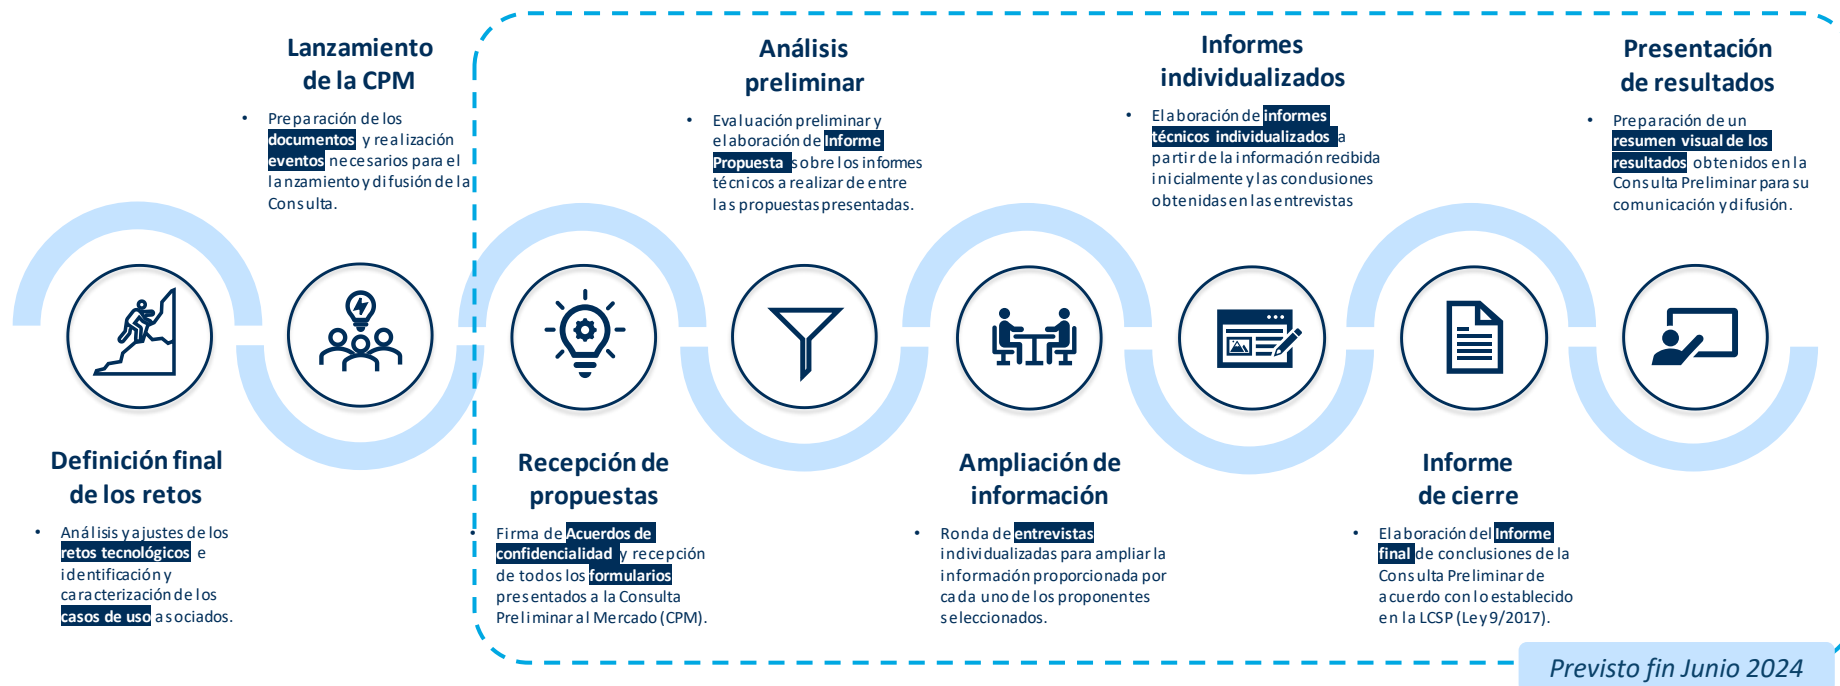 Definición final
de los retos
• Análisis y ajustes de los
retos tecnológicos e
identificación y
caracterización de los
casos de uso asociados.
Lanzamiento
de la CPM
• Preparación de los
documentos y realización
eventos necesarios para el
lanzamiento y difusión de la
Consulta.
Recepción de
propuestas
• Firma de Acuerdos de
confidencialidad y recepción
de todos los formularios
presentados a la Consulta
Preliminar al Mercado (CPM).
Análisis
preliminar
• Evaluación preliminar y
elaboración de Informe
Propuesta sobre los informes
técnicos a realizar de entre
las propuestas presentadas.
Ampliación de
información
• Ronda de entrevistas
individualizadas para ampliar la
información proporcionada por
cada uno de los proponentes
seleccionados.
Informes
individualizados
• Elaboración de informes
técnicos individualizados a
partir de la información recibida
inicialmente y las conclusiones
obtenidas en las entrevistas
Informe
de cierre
• Elaboración del Informe
final de conclusiones de la
Consulta Preliminar de
acuerdo con lo establecido
en la LCSP (Ley 9/2017).
Presentación
de resultados
• Preparación de un
resumen visual de los
resultados obtenidos en la
Consulta Preliminar para su
comunicación y difusión.
Previsto fin Junio 2024